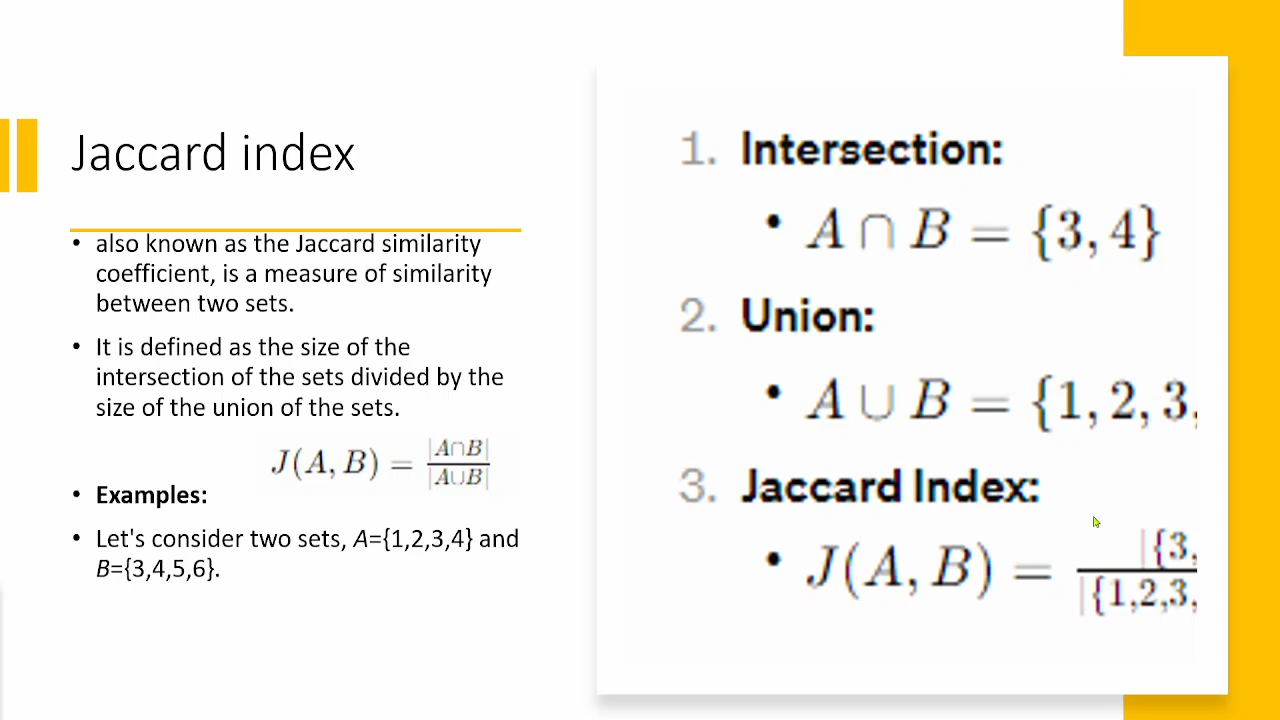 Jaccard index
• also known as the Jaccard similarity
coefficient, is a measure of similarity
between two sets.
• It is defined as the size of the
intersection of the sets divided by the
size of the union of the sets.
J(A, B) = |A∩B| / |A∪B|
• Examples:
• Let's consider two sets, A={1,2,3,4} and
B={3,4,5,6}.
1. Intersection:
• A ∩ B = {3, 4}
2. Union:
• A ∪ B = {1, 2, 3,
3. Jaccard Index:
• J(A, B) = |{3, / |{1,2,3,